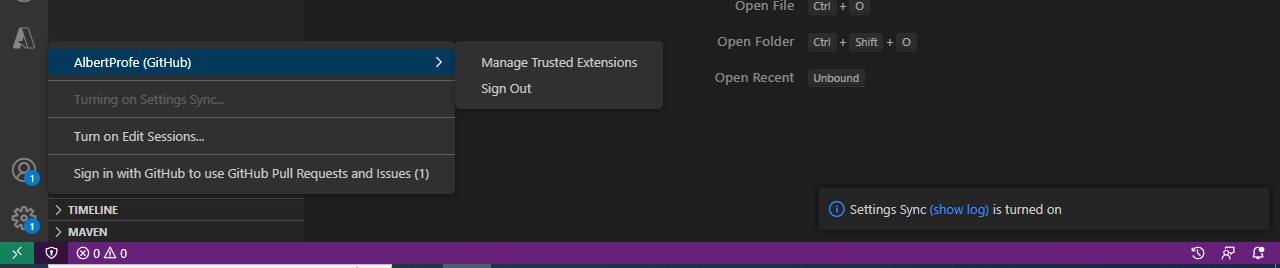 Open File Ctrl + O
AlbertProfe (GitHub)
Manage Trusted Extensions
Open Folder Ctrl + Shift + O
Sign Out
Open Recent Unbound
Turning on Settings Sync...
Turn on Edit Sessions...
Sign in with GitHub to use GitHub Pull Requests and Issues (1)
1
TIMELINE
Settings Sync (show log) is turned on
1
MAVEN
0 0